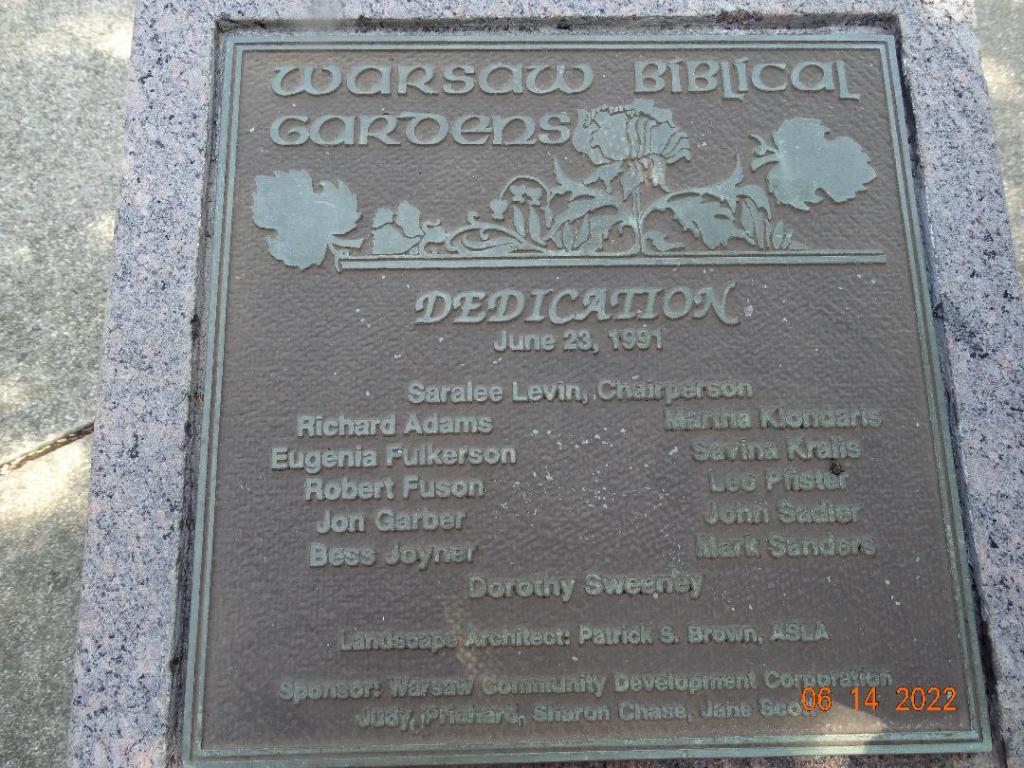 WARSAW BIBLICAL
GARDENS
DEDICATION
June 23, 1991
Saralee Levin, Chairperson
Richard Adams Martha Klondaris
Eugenia Fulkerson Savina Kralis
Robert Fuson Leo Pfister
Jon Garber John Sadler
Bess Joyner Mark Sanders
Dorothy Sweeney
Landscape Architect: Patrick S. Brown, ASLA
Sponsor: Warsaw Community Development Corporation
Judy Prichard, Sharon Chase, Jane Scott
06 14 2022